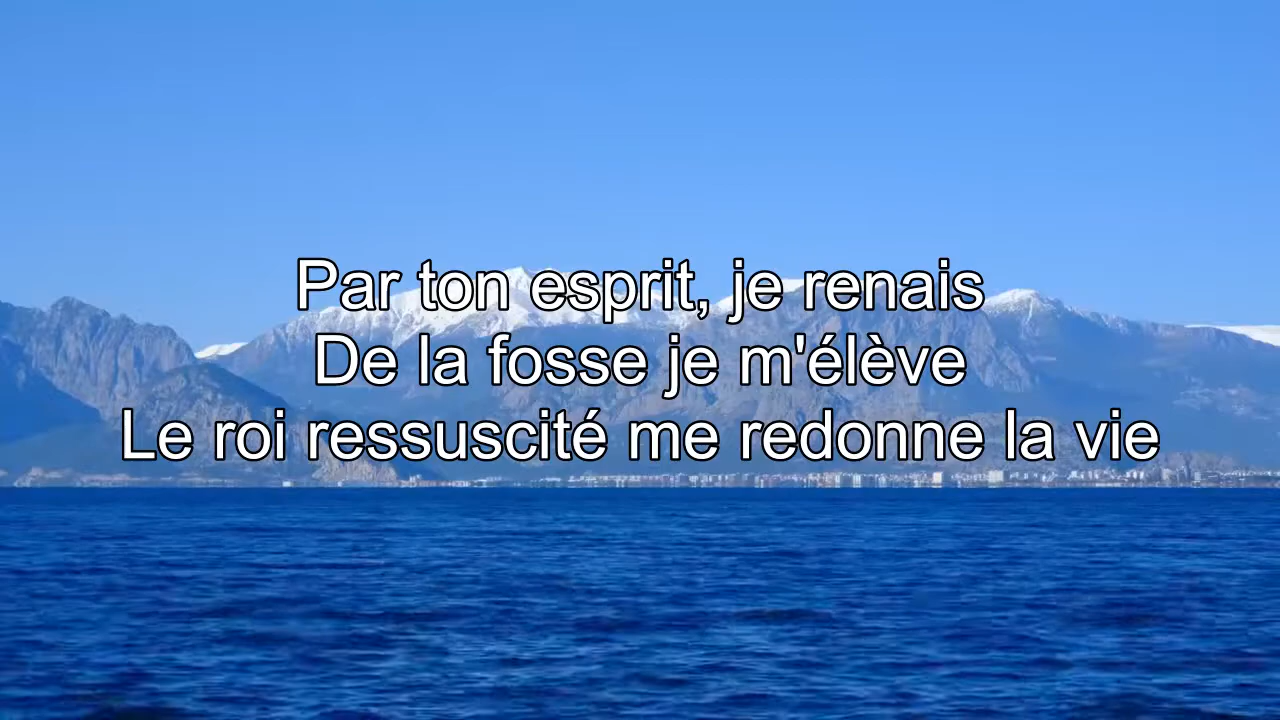 Par ton esprit, je renais
De la fosse je m'élève
Le roi ressuscité me redonne la vie